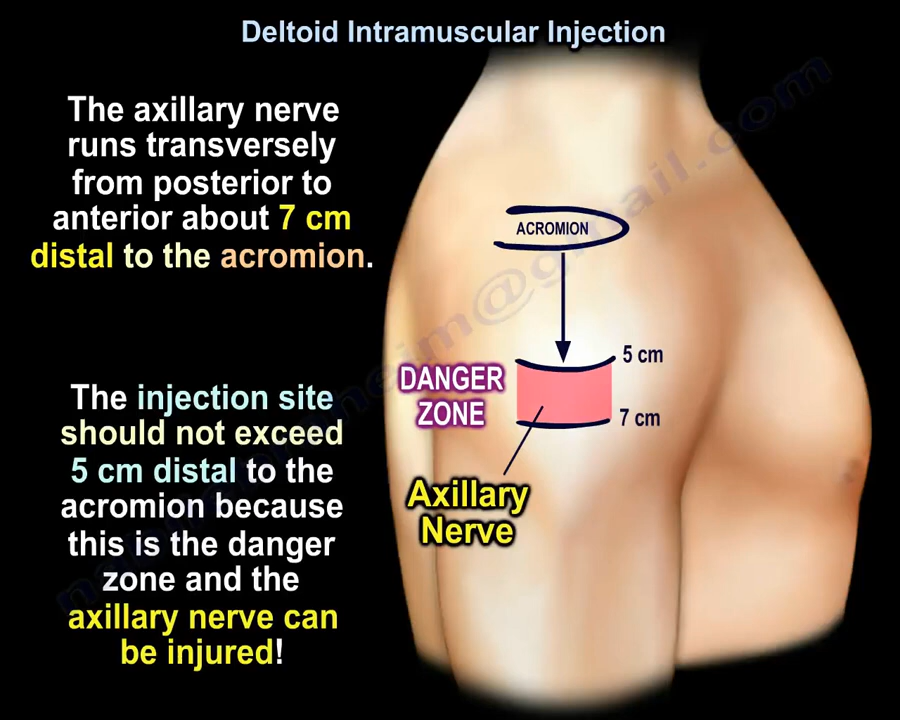 Deltoid Intramuscular Injection
The axillary nerve
runs transversely
from posterior to
anterior about 7 cm
distal to the acromion.
ACROMION
5 cm
DANGER
ZONE
7 cm
Axillary
Nerve
The injection site
should not exceed
5 cm distal to the
acromion because
this is the danger
zone and the
axillary nerve can
be injured!